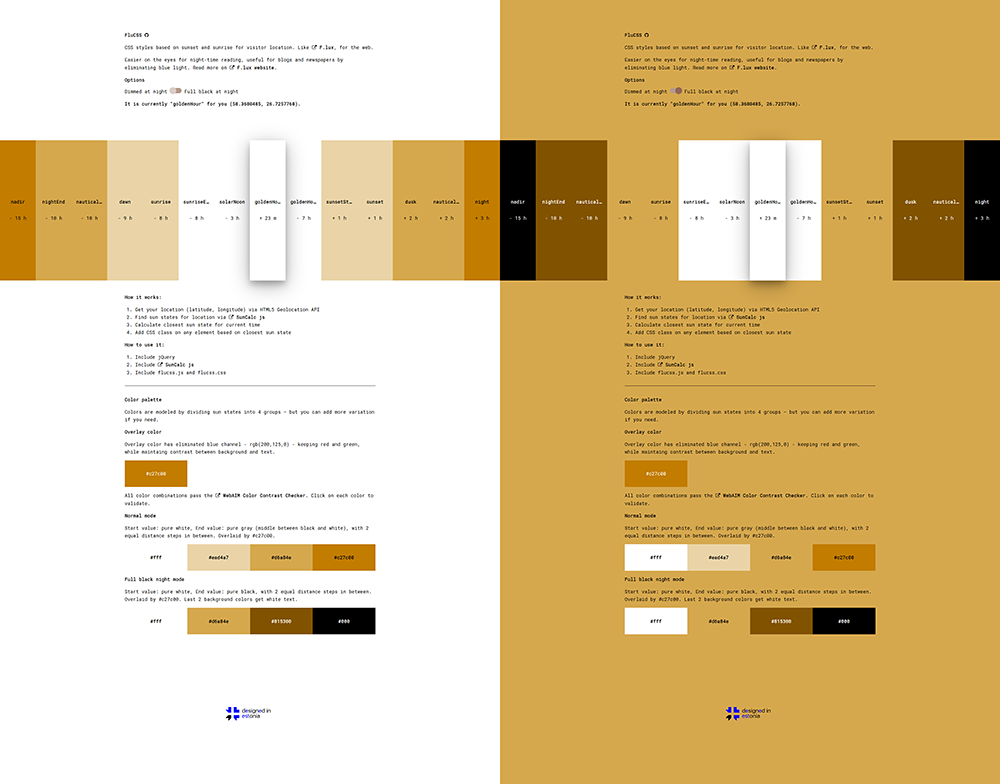 FluCSS
CSS styles based on sunset and sunrise for visitor location. Like F.lux, for the web.
Easier on the eyes for night-time reading, useful for blogs and newspapers by
eliminating blue light. Read more on F.lux website.
Options
Dimmed at night Full black at night
It is currently "goldenHour" for you (58.3680485, 26.7257768).
nadir nightEnd nautical… dawn sunrise sunriseE… solarNoon goldenHo… goldenHo… sunsetSt… sunset dusk nautical… night
- 15 h - 10 h - 10 h - 9 h - 8 h - 8 h - 3 h + 23 m - 7 h + 1 h + 1 h + 2 h + 2 h + 3 h
How it works:
1. Get your location (latitude, longitude) via HTML5 Geolocation API
2. Find sun states for location via SunCalc js
3. Calculate closest sun state for current time
4. Add CSS class on any element based on closest sun state
How to use it:
1. Include jQuery
2. Include SunCalc js
3. Include flucss.js and flucss.css
Color palette
Colors are modeled by dividing sun states into 4 groups — but you can add more variation
if you need.
Overlay color
Overlay color has eliminated blue channel - rgb(200,125,0) - keeping red and green,
while maintaing contrast between background and text.
#c27c00
All color combinations pass the WebAIM Color Contrast Checker. Click on each color to
validate.
Normal mode
Start value: pure white, End value: pure gray (middle between black and white), with 2
equal distance steps in between. Overlaid by #c27c00.
#fff #ead4a7 #d6a84e #c27c00
Full black night mode
Start value: pure white, End value: pure black, with 2 equal distance steps in between.
Overlaid by #c27c00. Last 2 background colors get white text.
#fff #d6a84e #815300 #000
designed in
estonia
FluCSS
CSS styles based on sunset and sunrise for visitor location. Like F.lux, for the web.
Easier on the eyes for night-time reading, useful for blogs and newspapers by
eliminating blue light. Read more on F.lux website.
Options
Dimmed at night Full black at night
It is currently "goldenHour" for you (58.3680485, 26.7257768).
nadir nightEnd nautical… dawn sunrise sunriseE… solarNoon goldenHo… goldenHo… sunsetSt… sunset dusk nautical… night
- 15 h - 10 h - 10 h - 9 h - 8 h - 8 h - 3 h + 23 m - 7 h + 1 h + 1 h + 2 h + 2 h + 3 h
How it works:
1. Get your location (latitude, longitude) via HTML5 Geolocation API
2. Find sun states for location via SunCalc js
3. Calculate closest sun state for current time
4. Add CSS class on any element based on closest sun state
How to use it:
1. Include jQuery
2. Include SunCalc js
3. Include flucss.js and flucss.css
Color palette
Colors are modeled by dividing sun states into 4 groups — but you can add more variation
if you need.
Overlay color
Overlay color has eliminated blue channel - rgb(200,125,0) - keeping red and green,
while maintaing contrast between background and text.
#c27c00
All color combinations pass the WebAIM Color Contrast Checker. Click on each color to
validate.
Normal mode
Start value: pure white, End value: pure gray (middle between black and white), with 2
equal distance steps in between. Overlaid by #c27c00.
#fff #ead4a7 #d6a84e #c27c00
Full black night mode
Start value: pure white, End value: pure black, with 2 equal distance steps in between.
Overlaid by #c27c00. Last 2 background colors get white text.
#fff #d6a84e #815300 #000
designed in
estonia